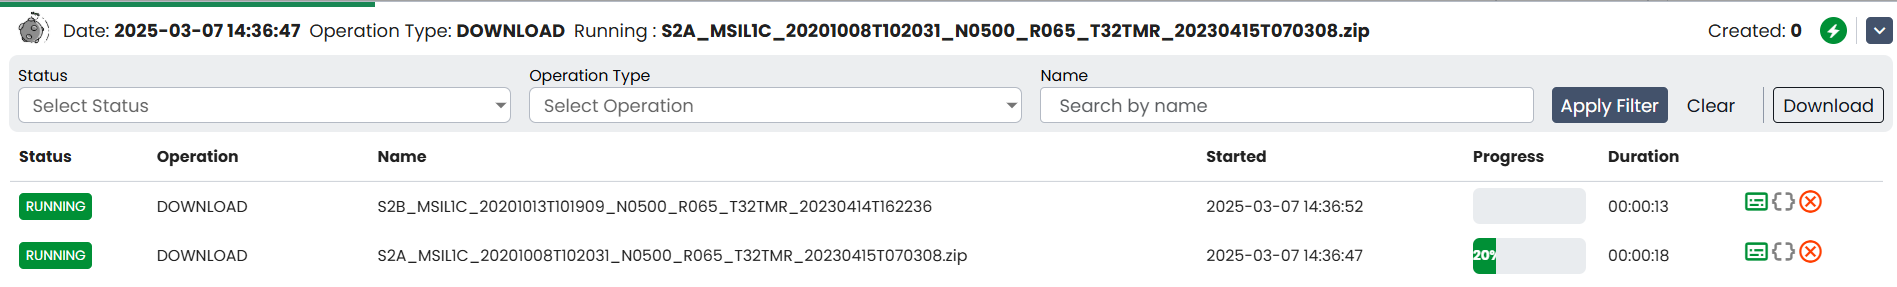 Date: 2025-03-07 14:36:47 Operation Type: DOWNLOAD Running : S2A_MSIL1C_20201008T102031_N0500_R065_T32TMR_20230415T070308.zip Created: 0
Status Operation Type Name
Select Status Select Operation Search by name Apply Filter Clear Download
Status Operation Name Started Progress Duration
RUNNING DOWNLOAD S2B_MSIL1C_20201013T101909_N0500_R065_T32TMR_20230414T162236 2025-03-07 14:36:52 00:00:13
RUNNING DOWNLOAD S2A_MSIL1C_20201008T102031_N0500_R065_T32TMR_20230415T070308.zip 2025-03-07 14:36:47 20% 00:00:18